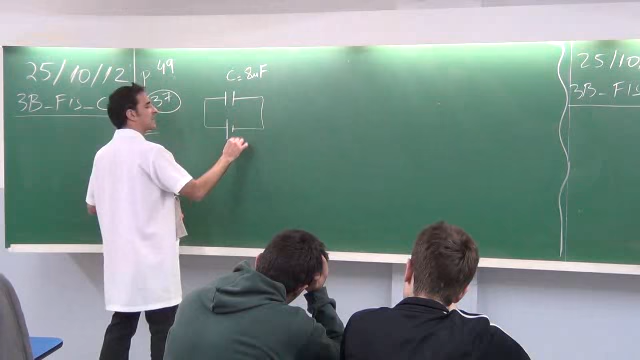 25/10/12
p 49
3B_FIS_C
37
C = 8uF
25/10
3B_FIS